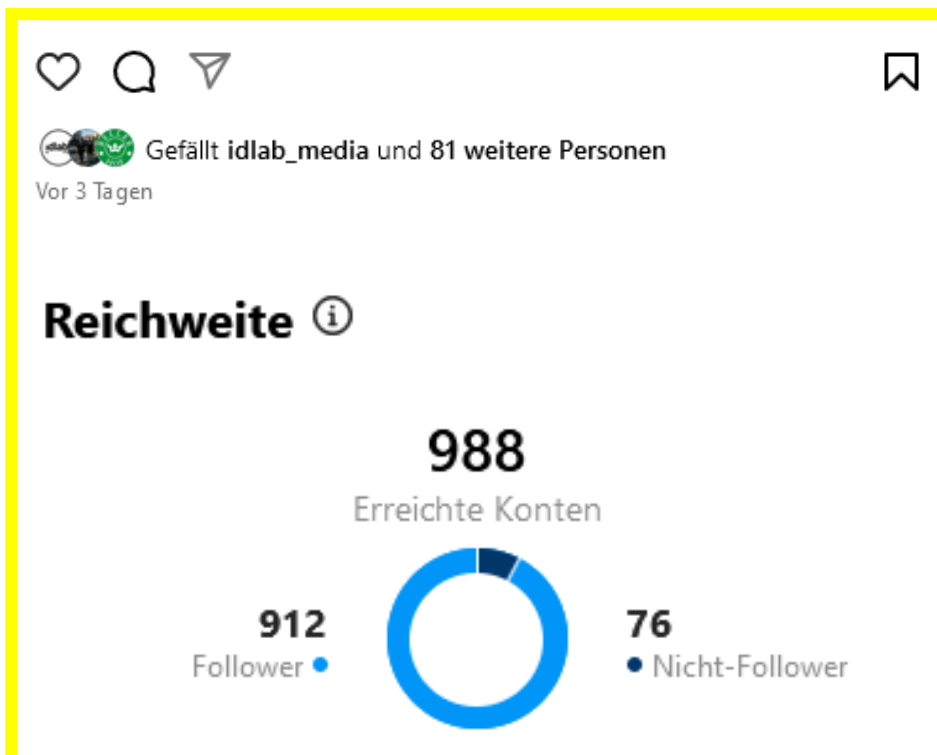 Gefällt idlab_media und 81 weitere Personen
Vor 3 Tagen
Reichweite
988
Erreichte Konten
912
Follower
76
Nicht-Follower